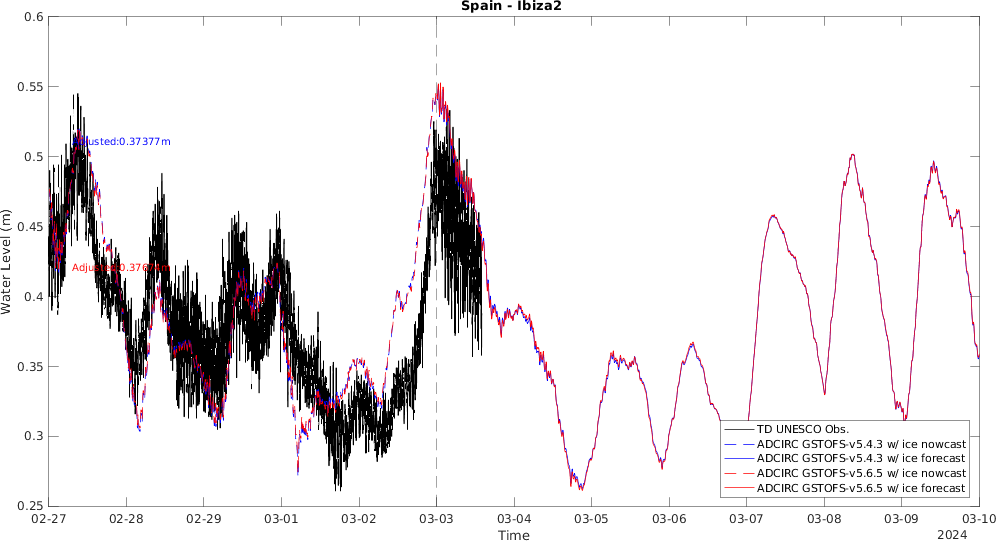 Spain - Ibiza2
Water Level (m)
0.6
0.55
0.5
0.45
0.4
0.35
0.3
0.25
Adjusted:0.37377m
TD UNESCO Obs.
ADCIRC GSTOFS-v5.4.3 w/ ice nowcast
ADCIRC GSTOFS-v5.4.3 w/ ice forecast
ADCIRC GSTOFS-v5.6.5 w/ ice nowcast
ADCIRC GSTOFS-v5.6.5 w/ ice forecast
02-27 02-28 02-29 03-01 03-02 03-03 03-04 03-05 03-06 03-07 03-08 03-09 03-10
Time
2024